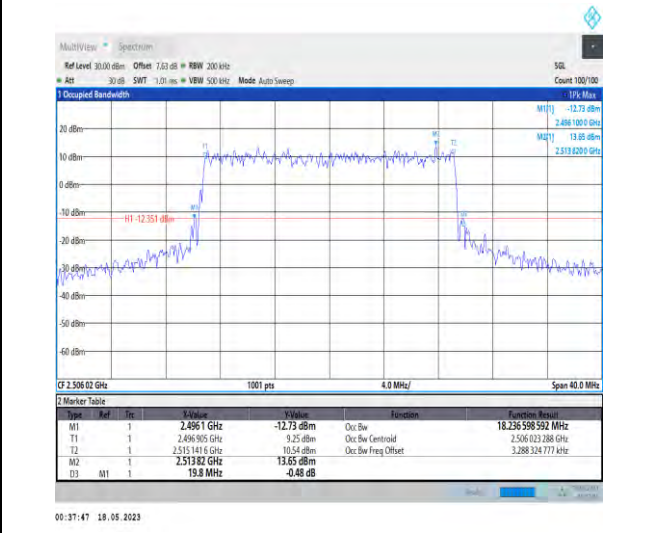 MultiView Spectrum
Ref Level 30.00 dBm Offset 7.63 dB RBW 200 kHz SGL
Att 30 dB SWT 1.01 ms VBW 500 kHz Mode Auto Sweep Count 100/100
1 Occupied Bandwidth 1Pk Max
M1[1] -12.73 dBm
2.496 100 0 GHz
M2[1] 13.65 dBm
2.513 820 0 GHz
20 dBm
10 dBm
0 dBm
-10 dBm
H1 -12.351 dBm
-20 dBm
-30 dBm
-40 dBm
-50 dBm
-60 dBm
T1
M2
T2
M1
CF 2.506 02 GHz 1001 pts 4.0 MHz/ Span 40.0 MHz
2 Marker Table
Type Ref Trc X-Value Y-Value Function Function Result
M1 1 2.496 1 GHz -12.73 dBm Occ Bw 18.236 598 592 MHz
T1 1 2.496 905 GHz 9.25 dBm Occ Bw Centroid 2.506 023 288 GHz
T2 1 2.515 141 6 GHz 10.54 dBm Occ Bw Freq Offset 3.288 324 777 kHz
M2 1 2.513 82 GHz 13.65 dBm
D3 M1 1 19.8 MHz -0.48 dB
00:37:47 18.05.2023